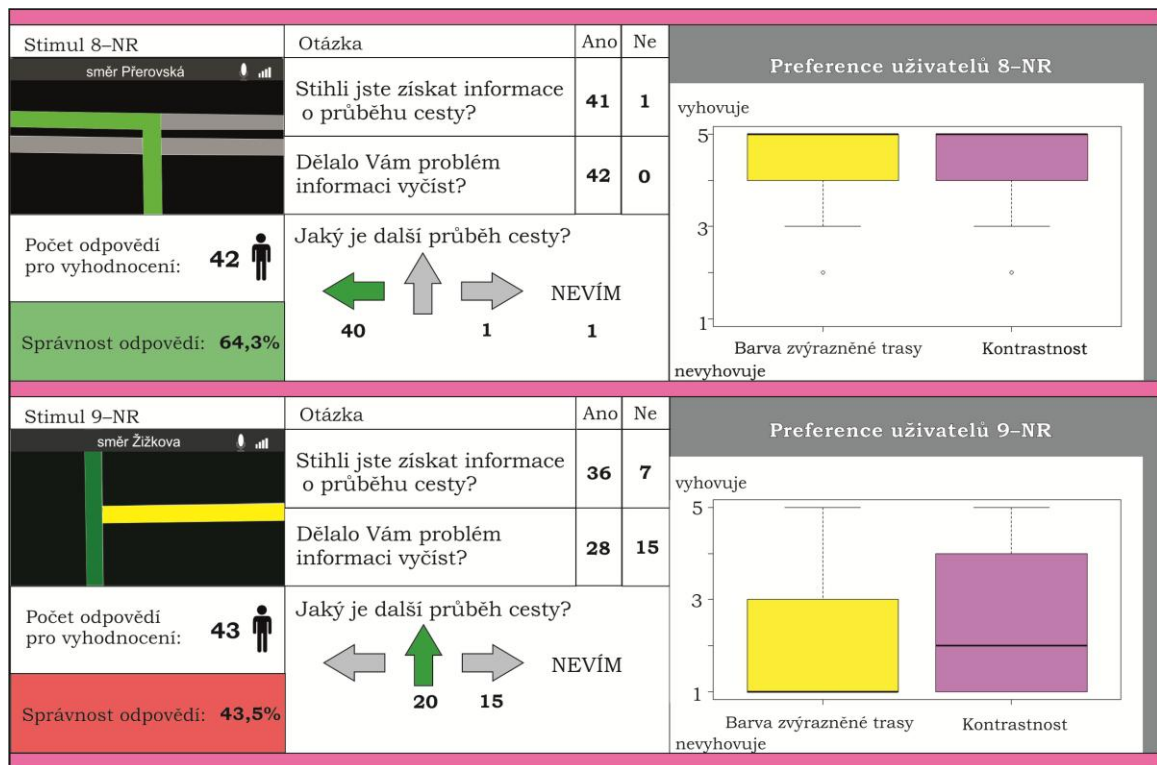 Stimul 8–NR
směr Přerovská
Otázka
Ano
Ne
Stihli jste získat informace
o průběhu cesty?
41
1
Dělalo Vám problém
informaci vyčíst?
42
0
Počet odpovědí
pro vyhodnocení:
42
Správnost odpovědí: 64,3%
Jaký je další průběh cesty?
NEVÍM
40
1
1
Preference uživatelů 8–NR
vyhovuje
5
3
1
Barva zvýrazněné trasy
Kontrastnost
nevyhovuje
Stimul 9–NR
směr Žižkova
Otázka
Ano
Ne
Stihli jste získat informace
o průběhu cesty?
36
7
Dělalo Vám problém
informaci vyčíst?
28
15
Počet odpovědí
pro vyhodnocení:
43
Správnost odpovědí: 43,5%
Jaký je další průběh cesty?
NEVÍM
20
15
Preference uživatelů 9–NR
vyhovuje
5
3
1
Barva zvýrazněné trasy
Kontrastnost
nevyhovuje